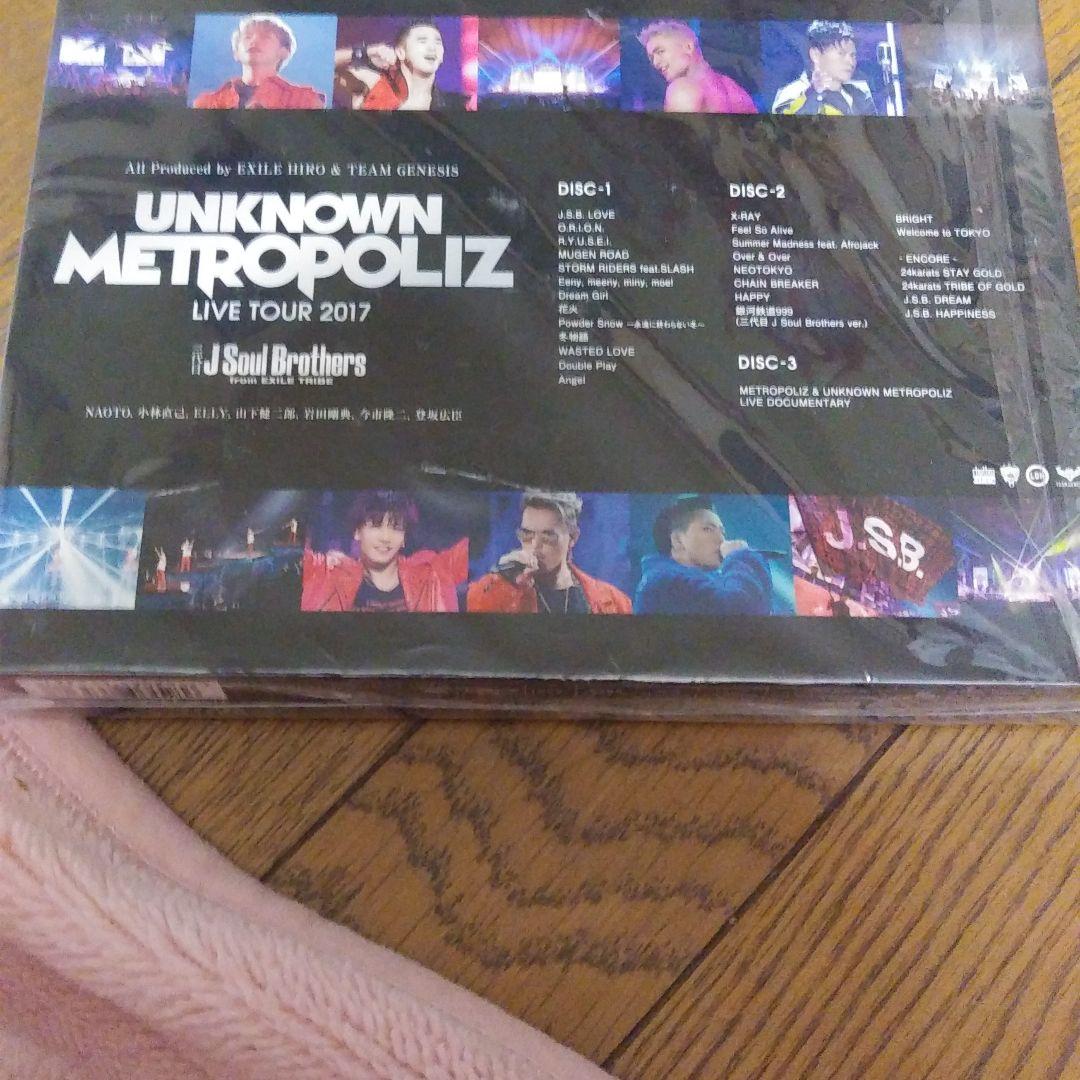 All Produced by EXILE HIRO & TEAM GENESIS
UNKNOWN
METROPOLIZ
LIVE TOUR 2017
三代目 J Soul Brothers
from EXILE TRIBE
NAOTO, 小林直己, ELLY, 山下健二郎, 岩田剛典, 今市隆二, 登坂広臣
DISC-1
J.S.B. LOVE
O.R.I.O.N.
R.Y.U.S.E.I.
MUGEN ROAD
STORM RIDERS feat.SLASH
Eeny, meeny, miny, moe!
Dream Girl
花火
Powder Snow ～永遠に終わらない冬～
冬物語
WASTED LOVE
Double Play
Angel
DISC-2
X-RAY
Feel So Alive
Summer Madness feat. Afrojack
Over & Over
NEOTOKYO
CHAIN BREAKER
HAPPY
銀河鉄道999
(三代目 J Soul Brothers ver.)
BRIGHT
Welcome to TOKYO
- ENCORE -
24karats STAY GOLD
24karats TRIBE OF GOLD
J.S.B. DREAM
J.S.B. HAPPINESS
DISC-3
METROPOLIZ & UNKNOWN METROPOLIZ
LIVE DOCUMENTARY
LDH
J.S.B.